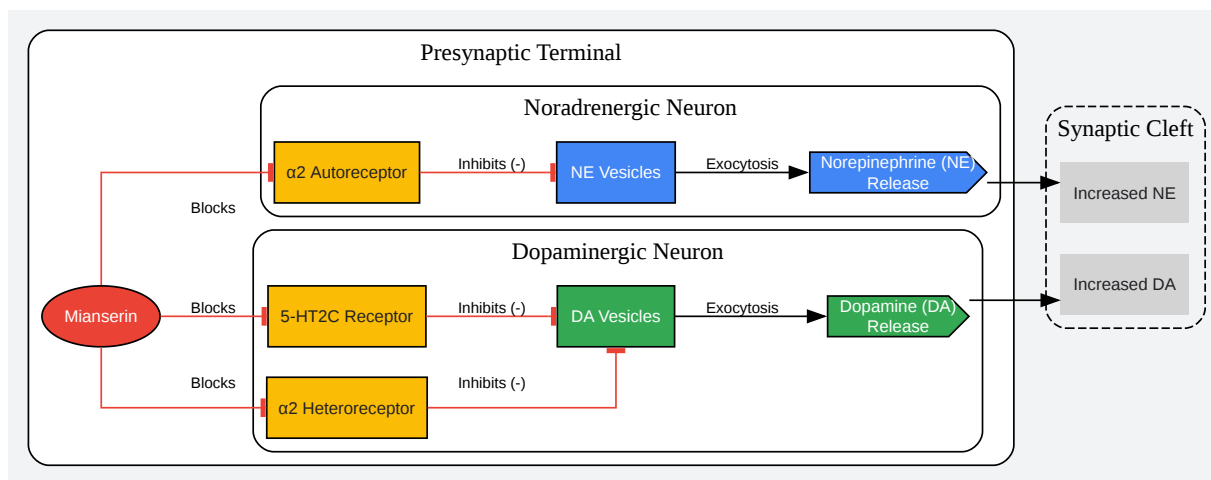 Presynaptic Terminal
Noradrenergic Neuron
α2 Autoreceptor
Inhibits (-)
NE Vesicles
Exocytosis
Norepinephrine (NE)
Release
Synaptic Cleft
Increased NE
Blocks
Dopaminergic Neuron
Mianserin
Blocks
5-HT2C Receptor
Inhibits (-)
DA Vesicles
Exocytosis
Dopamine (DA)
Release
Increased DA
Blocks
α2 Heteroreceptor
Inhibits (-)